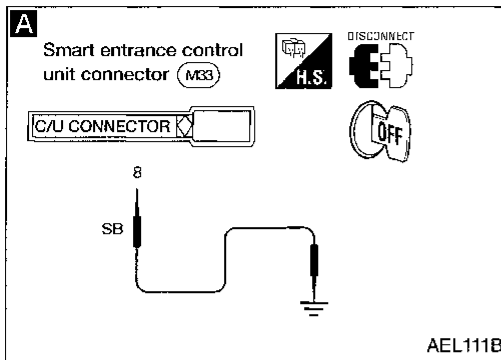 A
Smart entrance control
unit connector M33
H.S.
DISCONNECT
C/U CONNECTOR
OFF
8
SB
AEL111B